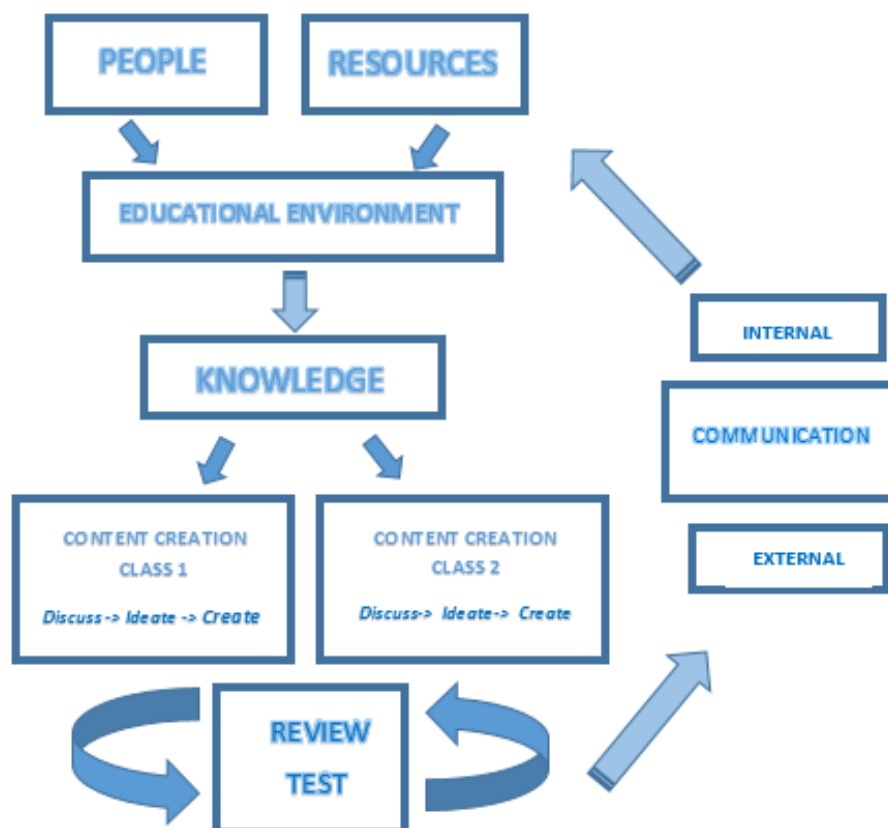 PEOPLE
RESOURCES
EDUCATIONAL ENVIRONMENT
KNOWLEDGE
CONTENT CREATION
CLASS 1
Discuss-> Ideate -> Create
CONTENT CREATION
CLASS 2
Discuss-> Ideate-> Create
REVIEW
TEST
INTERNAL
COMMUNICATION
EXTERNAL